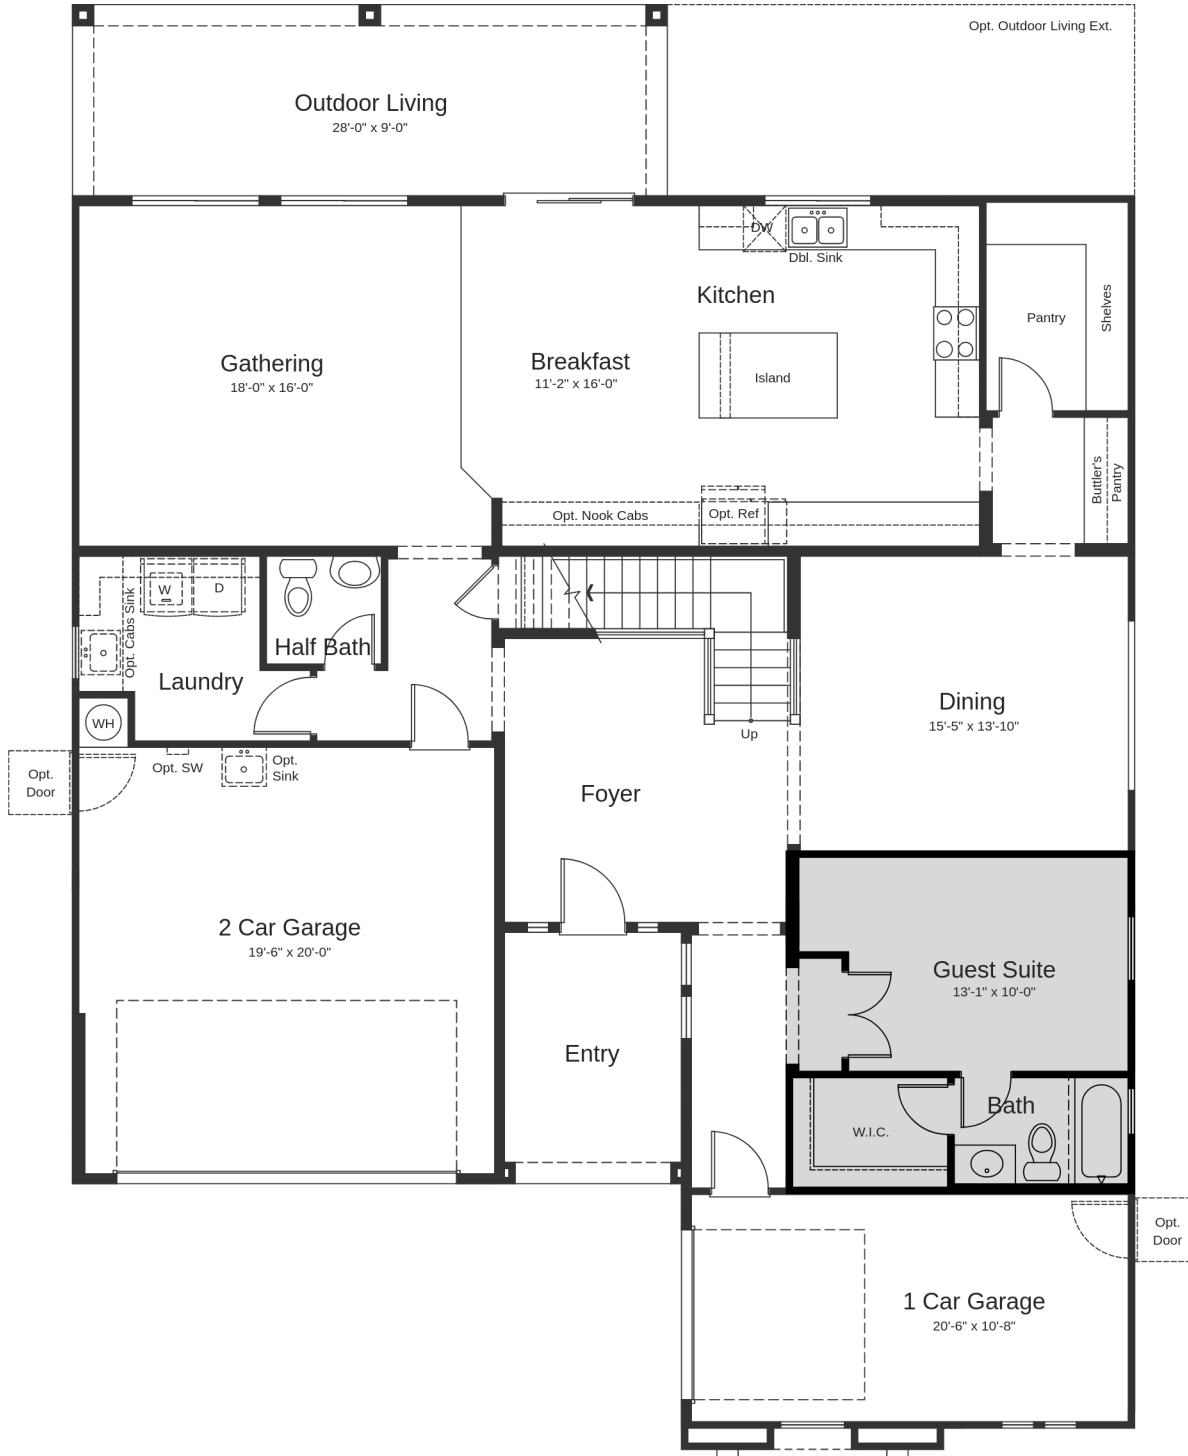 Opt. Outdoor Living Ext.
Outdoor Living
28'-0" x 9'-0"
DW
Dbl. Sink
Kitchen
Pantry
Shelves
Gathering
18'-0" x 16'-0"
Breakfast
11'-2" x 16'-0"
Island
Buttler's
Pantry
Opt. Nook Cabs
Opt. Ref
W
D
Opt. Cabs Sink
Half Bath
Laundry
WH
Up
Dining
15'-5" x 13'-10"
Opt.
Door
Opt. SW
Opt.
Sink
Foyer
2 Car Garage
19'-6" x 20'-0"
Guest Suite
13'-1" x 10'-0"
Entry
Bath
W.I.C.
Opt.
Door
1 Car Garage
20'-6" x 10'-8"